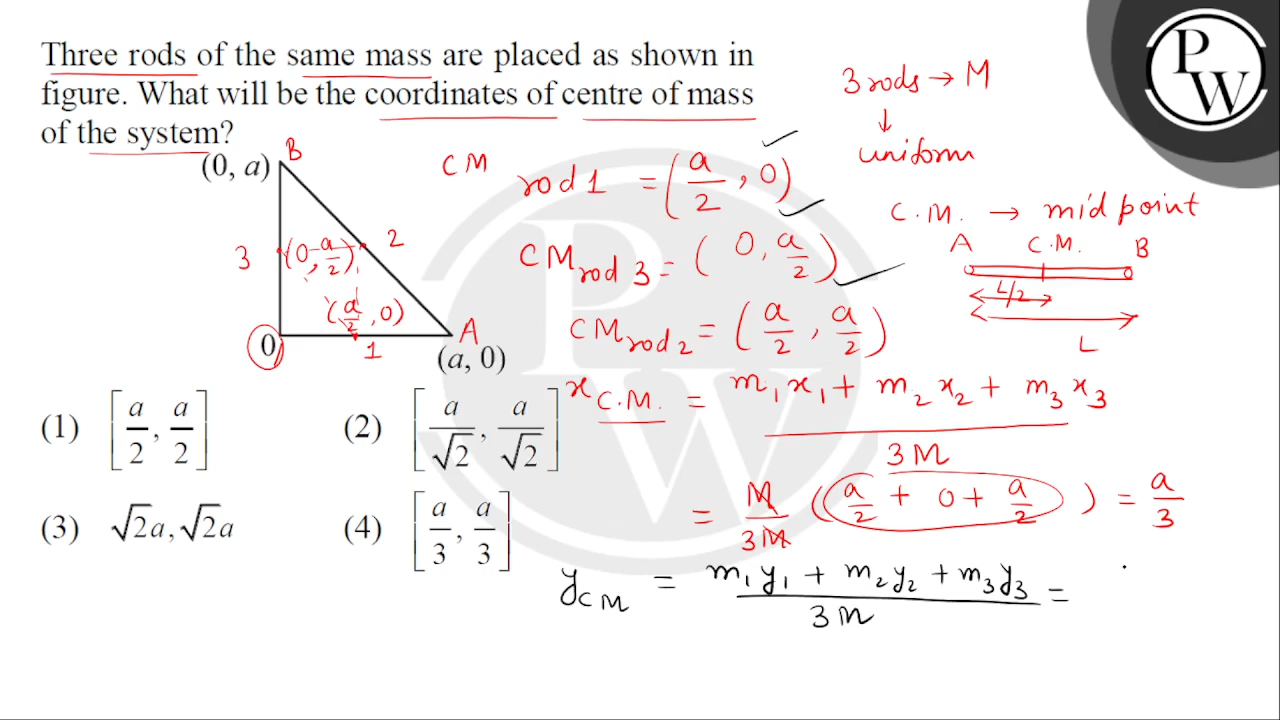 Three rods of the same mass are placed as shown in
figure. What will be the coordinates of centre of mass
of the system?
PW
3 rods → M
↓
uniform
C.M. → mid point
A C.M. B
L/2
L
B
(0, a)
3
(0, a/2)
2
(a/2, 0)
0
1
A
(a, 0)
CM rod 1 = (a/2, 0)
CM rod 3 = (0, a/2)
CM rod 2 = (a/2, a/2)
x C.M. = m₁x₁ + m₂x₂ + m₃x₃ / 3M
= M/3M (a/2 + 0 + a/2) = a/3
y CM = m₁y₁ + m₂y₂ + m₃y₃ / 3M =
(1) [a/2, a/2]
(2) [a/√2, a/√2]
(3) √2a, √2a
(4) [a/3, a/3]